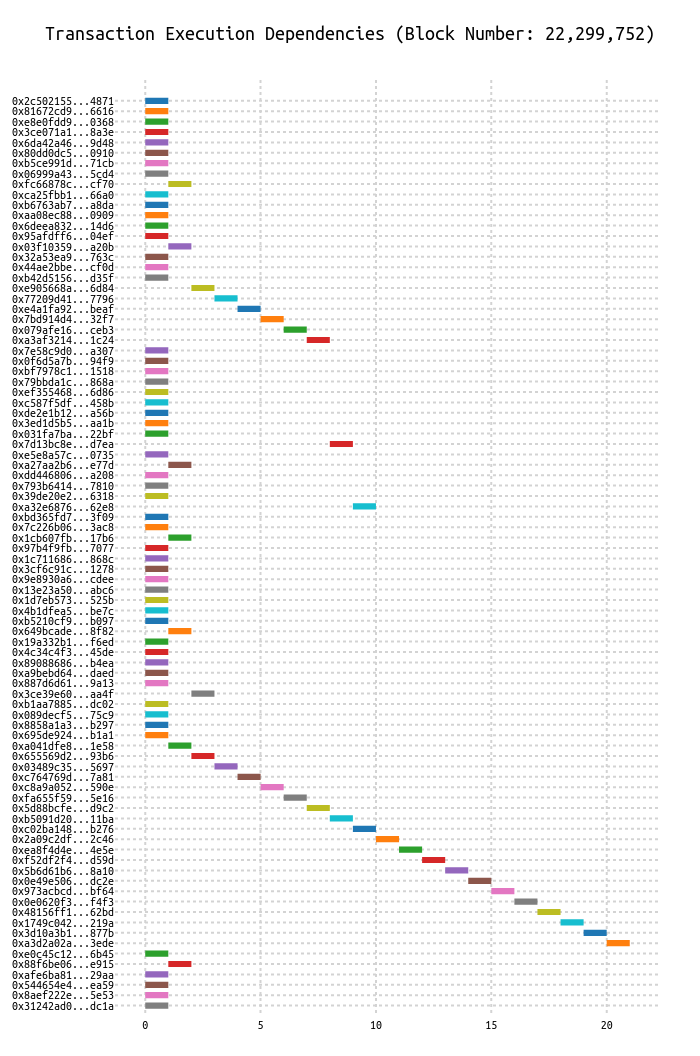 Transaction Execution Dependencies (Block Number: 22,299,752)
0x2c502155...4871
0x81672cd9...6616
0xe8e0fdd9...0368
0x3ce071a1...8a3e
0x6da42a46...9d48
0x80dd0dc5...0910
0xb5ce991d...71cb
0x06999a43...5cd4
0xfc66878c...cf70
0xca25fbb1...66a0
0xb6763ab7...a8da
0xaa08ec88...0909
0x6deea832...14d6
0x95afdff6...04ef
0x03f10359...a20b
0x32a53ea9...763c
0x44ae2bbe...cf0d
0xb42d5156...d35f
0xe905668a...6d84
0x77209d41...7796
0xe4a1fa92...beaf
0x7bd914d4...32f7
0x079afe16...ceb3
0xa3af3214...1c24
0x7e58c9d0...a307
0x0f6d5a7b...94f9
0xbf7978c1...1518
0x79bbda1c...868a
0xef355468...6d86
0xc587f5df...458b
0xde2e1b12...a56b
0x3ed1d5b5...aa1b
0x031fa7ba...22bf
0x7d13bc8e...d7ea
0xe5e8a57c...0735
0xa27aa2b6...e77d
0xdd446806...a208
0x793b6414...7810
0x39de20e2...6318
0xa32e6876...62e8
0xbd365fd7...3f09
0x7c226b06...3ac8
0x1cb607fb...17b6
0x97b4f9fb...7077
0x1c711686...868c
0x3cf6c91c...1278
0x9e8930a6...cdee
0x13e23a50...abc6
0x1d7eb573...525b
0x4b1dfea5...be7c
0xb5210cf9...b097
0x649bcade...8f82
0x19a332b1...f6ed
0x4c34c4f3...45de
0x89088686...b4ea
0xa9bebd64...daed
0x887d6d61...9a13
0x3ce39e60...aa4f
0xb1aa7885...dc02
0x089decf5...75c9
0x8858a1a3...b297
0x695de924...b1a1
0xa041dfe8...1e58
0x655569d2...93b6
0x03489c35...5697
0xc764769d...7a81
0xc8a9a052...590e
0xfa655f59...5e16
0x5d88bcfe...d9c2
0xb5091d20...11ba
0xc02ba148...b276
0x2a09c2df...2c46
0xea8f4d4e...4e5e
0xf52df2f4...d59d
0x5b6d61b6...8a10
0x0e49e506...dc2e
0x973acbcd...bf64
0x0e0620f3...f4f3
0x48156ff1...62bd
0x1749c042...219a
0x3d10a3b1...877b
0xa3d2a02a...3ede
0xe0c45c12...6b45
0x88f6be06...e915
0xafe6ba81...29aa
0x544654e4...ea59
0x8aef222e...5e53
0x31242ad0...dc1a
0 5 10 15 20